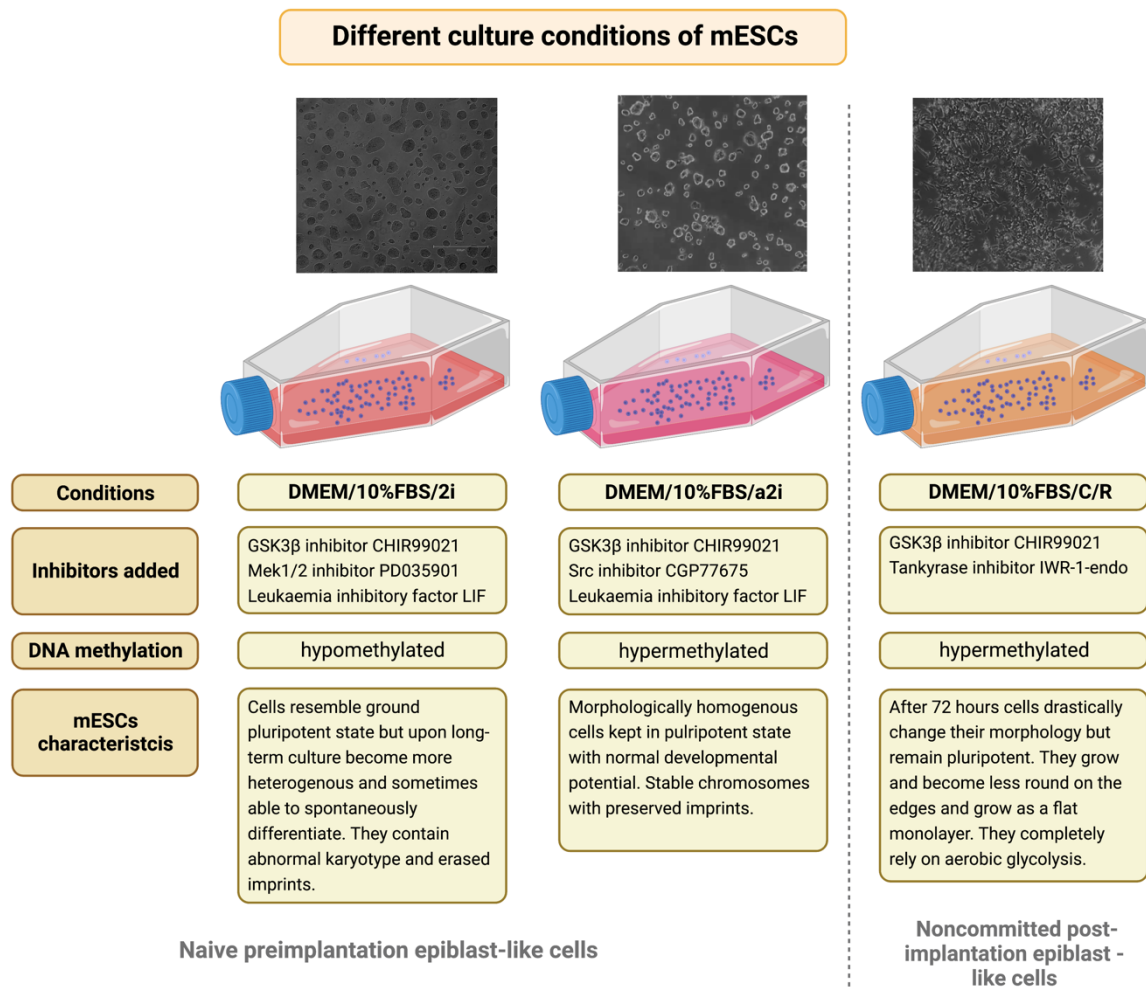 Different culture conditions of mESCs
Conditions
DMEM/10%FBS/2i
DMEM/10%FBS/a2i
DMEM/10%FBS/C/R
Inhibitors added
GSK3β inhibitor CHIR99021
Mek1/2 inhibitor PD035901
Leukaemia inhibitory factor LIF
GSK3β inhibitor CHIR99021
Src inhibitor CGP77675
Leukaemia inhibitory factor LIF
GSK3β inhibitor CHIR99021
Tankyrase inhibitor IWR-1-endo
DNA methylation
hypomethylated
hypermethylated
hypermethylated
mESCs
characteristcis
Cells resemble ground
pluripotent state but upon long-
term culture become more
heterogenous and sometimes
able to spontaneously
differentiate. They contain
abnormal karyotype and erased
imprints.
Morphologically homogenous
cells kept in pulripotent state
with normal developmental
potential. Stable chromosomes
with preserved imprints.
After 72 hours cells drastically
change their morphology but
remain pluripotent. They grow
and become less round on the
edges and grow as a flat
monolayer. They completely
rely on aerobic glycolysis.
Naive preimplantation epiblast-like cells
Noncommitted post-
implantation epiblast -
like cells